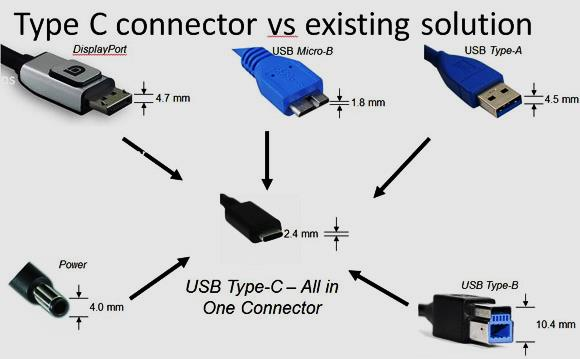 Type C connector vs existing solution
DisplayPort
USB Micro-B
USB Type-A
4.7 mm
1.8 mm
4.5 mm
2.4 mm
Power
USB Type-C – All in
One Connector
USB Type-B
4.0 mm
10.4 mm